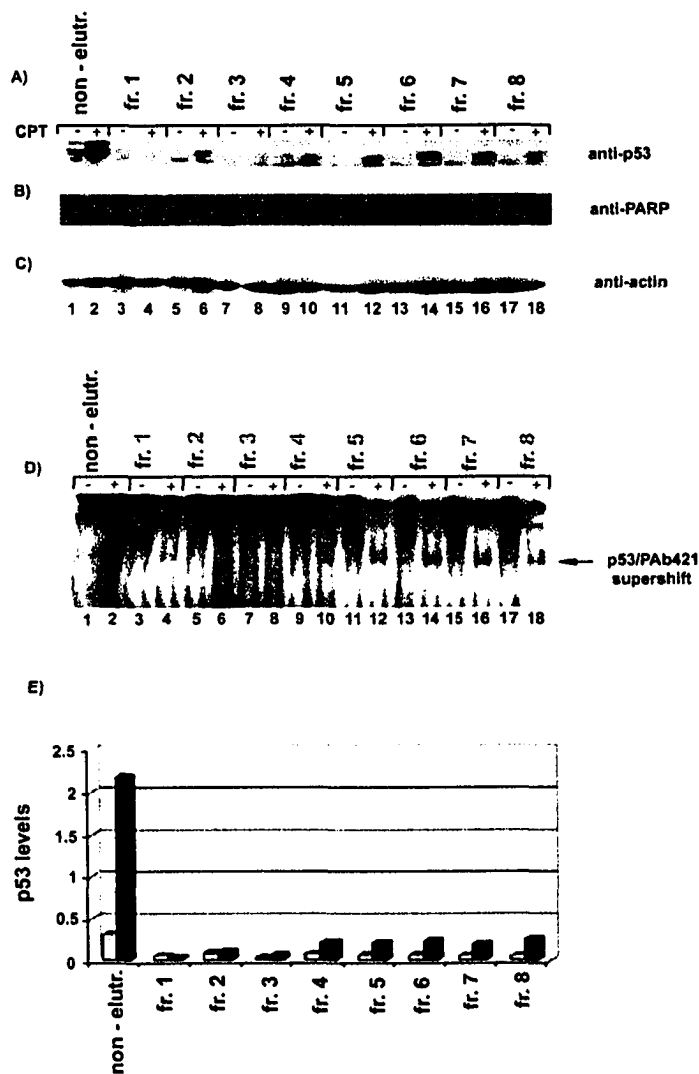 A)
non - elutr. fr. 1 fr. 2 fr. 3 fr. 4 fr. 5 fr. 6 fr. 7 fr. 8
CPT - + - + - + - + - + - + - + - + - +
anti-p53
B)
anti-PARP
C)
anti-actin
1 2 3 4 5 6 7 8 9 10 11 12 13 14 15 16 17 18
non - elutr. fr. 1 fr. 2 fr. 3 fr. 4 fr. 5 fr. 6 fr. 7 fr. 8
D)
- + - + - + - + - + - + - + - + - +
p53/PAb421
supershift
1 2 3 4 5 6 7 8 9 10 11 12 13 14 15 16 17 18
E)
2.5
2
1.5
1
0.5
0
p53 levels
non - elutr. fr. 1 fr. 2 fr. 3 fr. 4 fr. 5 fr. 6 fr. 7 fr. 8